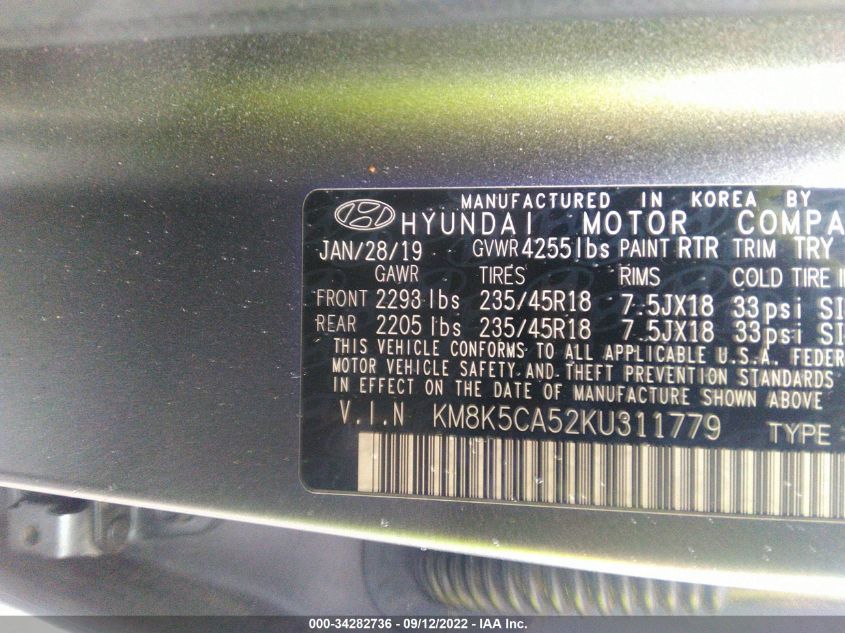 MANUFACTURED IN KOREA BY
HYUNDAI MOTOR COMPA
JAN/28/19 GVWR 4255 lbs PAINT RTR TRIM TRY
GAWR TIRES RIMS COLD TIRE
FRONT 2293 lbs 235/45R18 7.5JX18 33psi
REAR 2205 lbs 235/45R18 7.5JX18 33psi
THIS VEHICLE CONFORMS TO ALL APPLICABLE U.S.A. FEDER
MOTOR VEHICLE SAFETY AND THEFT PREVENTION STANDARDS
IN EFFECT ON THE DATE OF MANUFACTURE SHOWN ABOVE
V.I.N KM8K5CA52KU311779 TYPE
000-34282736 - 09/12/2022 - IAA Inc.